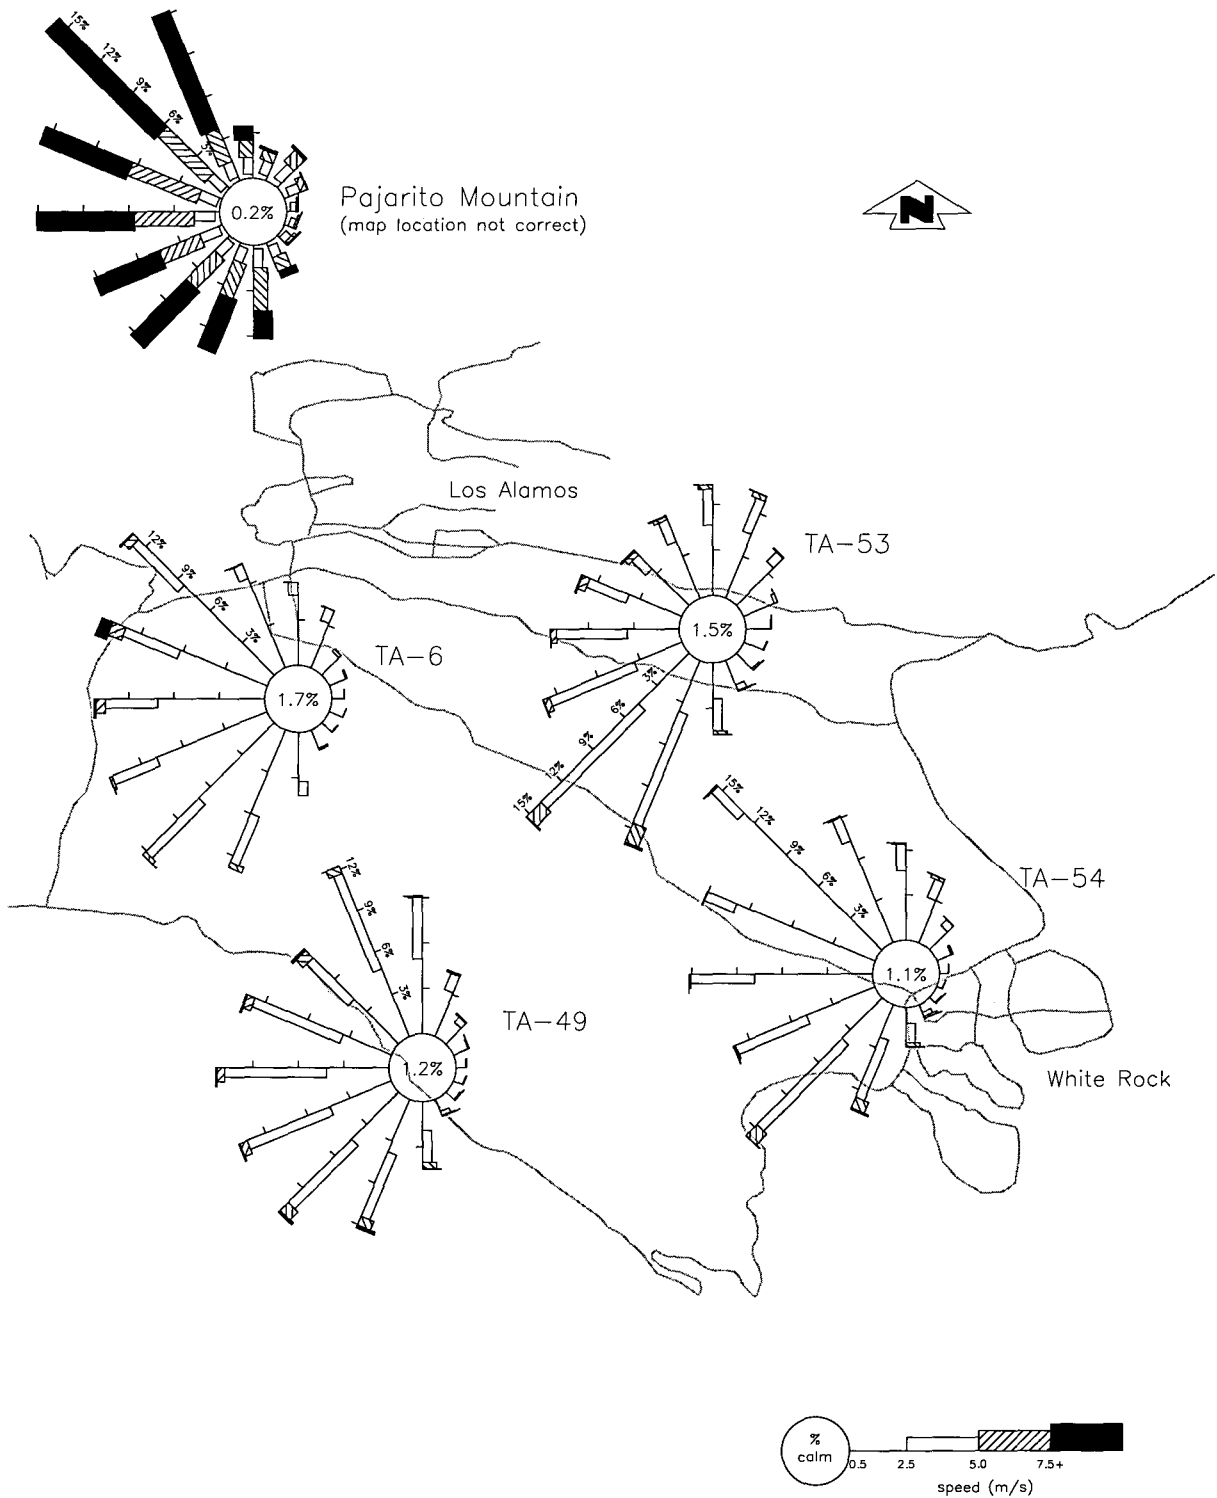 15%
12%
9%
6%
3%
0.2%
Pajarito Mountain
(map location not correct)
N
Los Alamos
12%
9%
6%
3%
1.7%
TA-6
TA-53
1.5%
3%
6%
9%
12%
15%
15%
12%
9%
6%
3%
1.1%
TA-54
12%
9%
6%
3%
1.2%
TA-49
White Rock
%
calm
0.5 2.5 5.0 7.5+
speed (m/s)